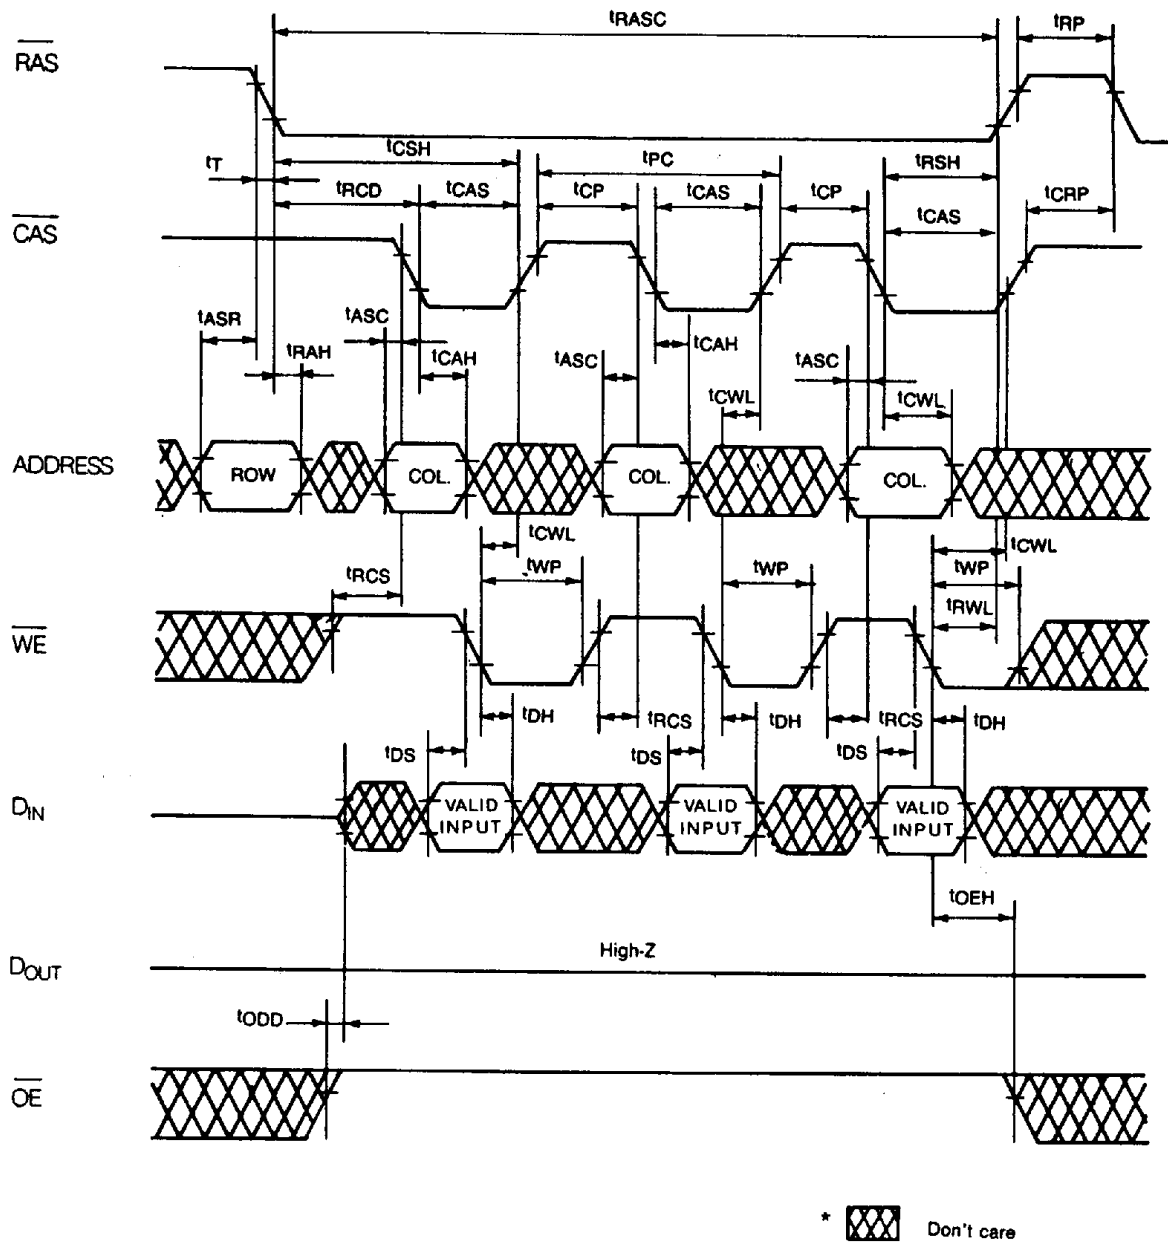 tRASC
tRP
RAS
tCSH
tPC
tRSH
tT
tRCD
tCAS
tCP
tCAS
tCP
tCAS
tCRP
CAS
tASR
tRAH
tASC
tCAH
tASC
tCAH
tASC
tCWL
tCWL
ADDRESS
ROW
COL.
COL.
COL.
tCWL
tCWL
tRCS
tWP
tWP
tWP
tRWL
WE
tDH
tRCS
tDH
tRCS
tDH
tDS
tDS
tDS
DIN
VALID
INPUT
VALID
INPUT
VALID
INPUT
tOEH
High-Z
DOUT
tODD
OE
* Don't care